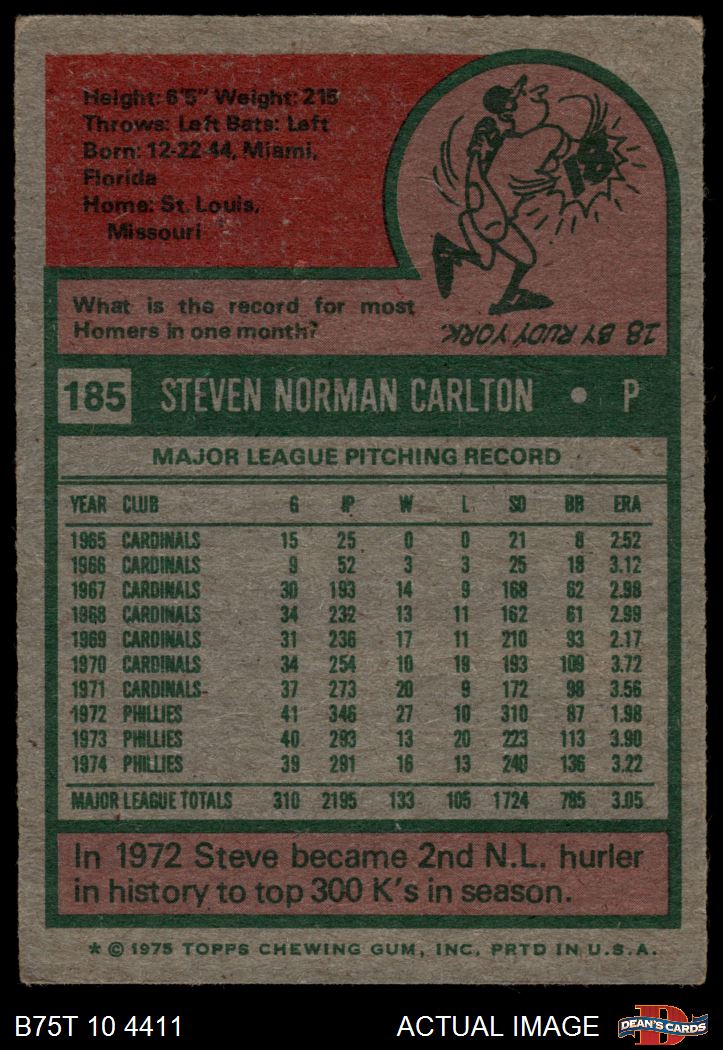 Height: 6'5" Weight: 215
Throws: Left Bats: Left
Born: 12-22-44, Miami,
Florida
Home: St. Louis,
Missouri
18
What is the record for most
Homers in one month?
18 BY RUDY YORK.
185 STEVEN NORMAN CARLTON • P
MAJOR LEAGUE PITCHING RECORD
YEAR CLUB G IP W L SO BB ERA
1965 CARDINALS 15 25 0 0 21 8 2.52
1966 CARDINALS 9 52 3 3 25 18 3.12
1967 CARDINALS 30 193 14 9 168 62 2.98
1968 CARDINALS 34 232 13 11 162 61 2.99
1969 CARDINALS 31 236 17 11 210 93 2.17
1970 CARDINALS 34 254 10 19 193 109 3.72
1971 CARDINALS 37 273 20 9 172 98 3.56
1972 PHILLIES 41 346 27 10 310 87 1.98
1973 PHILLIES 40 293 13 20 223 113 3.90
1974 PHILLIES 39 291 16 13 240 136 3.22
MAJOR LEAGUE TOTALS 310 2195 133 105 1724 785 3.05
In 1972 Steve became 2nd N.L. hurler
in history to top 300 K's in season.
* © 1975 TOPPS CHEWING GUM, INC. PRTD IN U.S.A.
B75T 10 4411 ACTUAL IMAGE DEAN'S CARDS